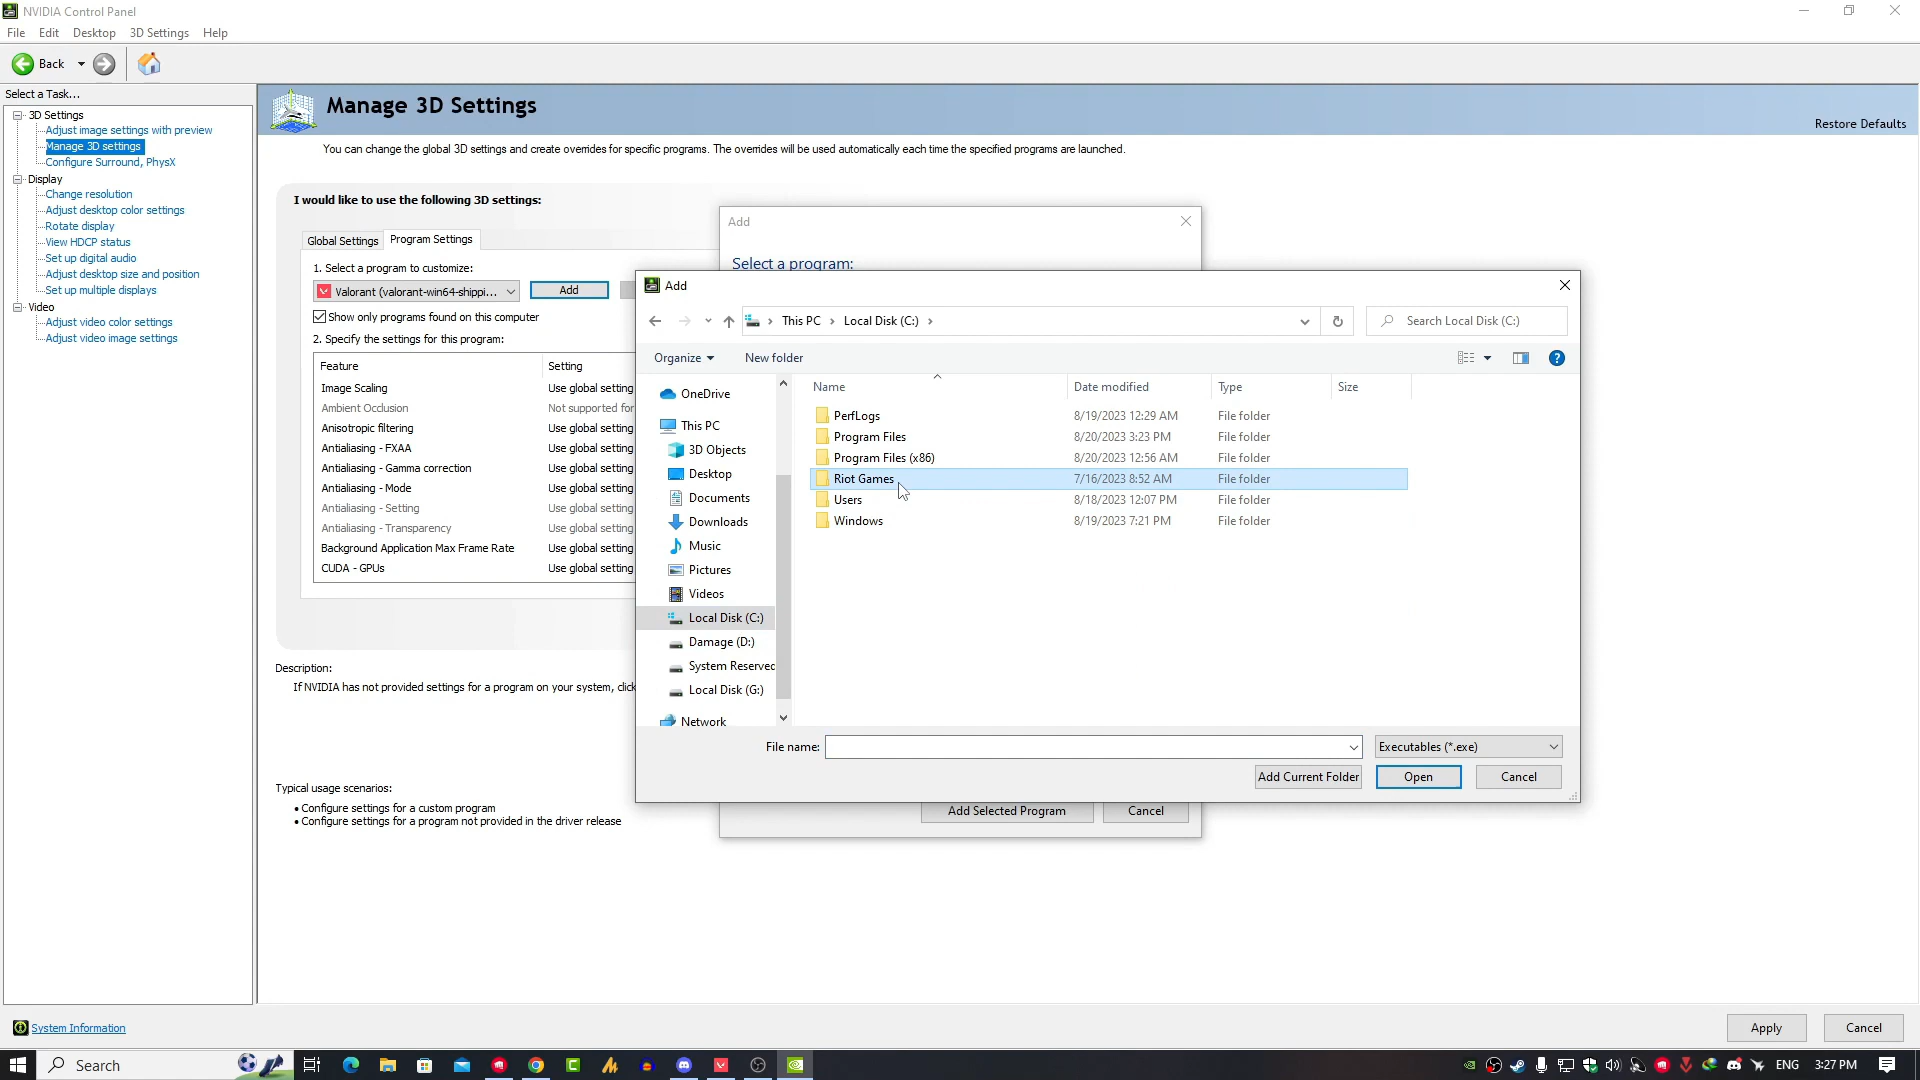 NVIDIA Control Panel
File Edit Desktop 3D Settings Help
Back
Select a Task...
3D Settings
Adjust image settings with preview
Manage 3D settings
Configure Surround, PhysX
Display
Change resolution
Adjust desktop color settings
Rotate display
View HDCP status
Set up digital audio
Adjust desktop size and position
Set up multiple displays
Video
Adjust video color settings
Adjust video image settings
System Information
Manage 3D Settings
Restore Defaults
You can change the global 3D settings and create overrides for specific programs. The overrides will be used automatically each time the specified programs are launched.
I would like to use the following 3D settings:
Global Settings Program Settings
1. Select a program to customize:
Valorant (valorant-win64-shippi... Add
Show only programs found on this computer
2. Specify the settings for this program:
Feature Setting
Image Scaling Use global setting
Ambient Occlusion Not supported for
Anisotropic filtering Use global setting
Antialiasing - FXAA Use global setting
Antialiasing - Gamma correction Use global setting
Antialiasing - Mode Use global setting
Antialiasing - Setting Use global setting
Antialiasing - Transparency Use global setting
Background Application Max Frame Rate Use global setting
CUDA - GPUs Use global setting
Description:
If NVIDIA has not provided settings for a program on your system, click
Typical usage scenarios:
• Configure settings for a custom program
• Configure settings for a program not provided in the driver release
Add
Select a program:
Add Selected Program Cancel
Add
This PC Local Disk (C:)
Search Local Disk (C:)
Organize New folder
OneDrive
This PC
3D Objects
Desktop
Documents
Downloads
Music
Pictures
Videos
Local Disk (C:)
Damage (D:)
System Reserved
Local Disk (G:)
Network
Name Date modified Type Size
PerfLogs 8/19/2023 12:29 AM File folder
Program Files 8/20/2023 3:23 PM File folder
Program Files (x86) 8/20/2023 12:56 AM File folder
Riot Games 7/16/2023 8:52 AM File folder
Users 8/18/2023 12:07 PM File folder
Windows 8/19/2023 7:21 PM File folder
File name: Executables (*.exe)
Add Current Folder Open Cancel
Apply Cancel
Search
ENG 3:27 PM